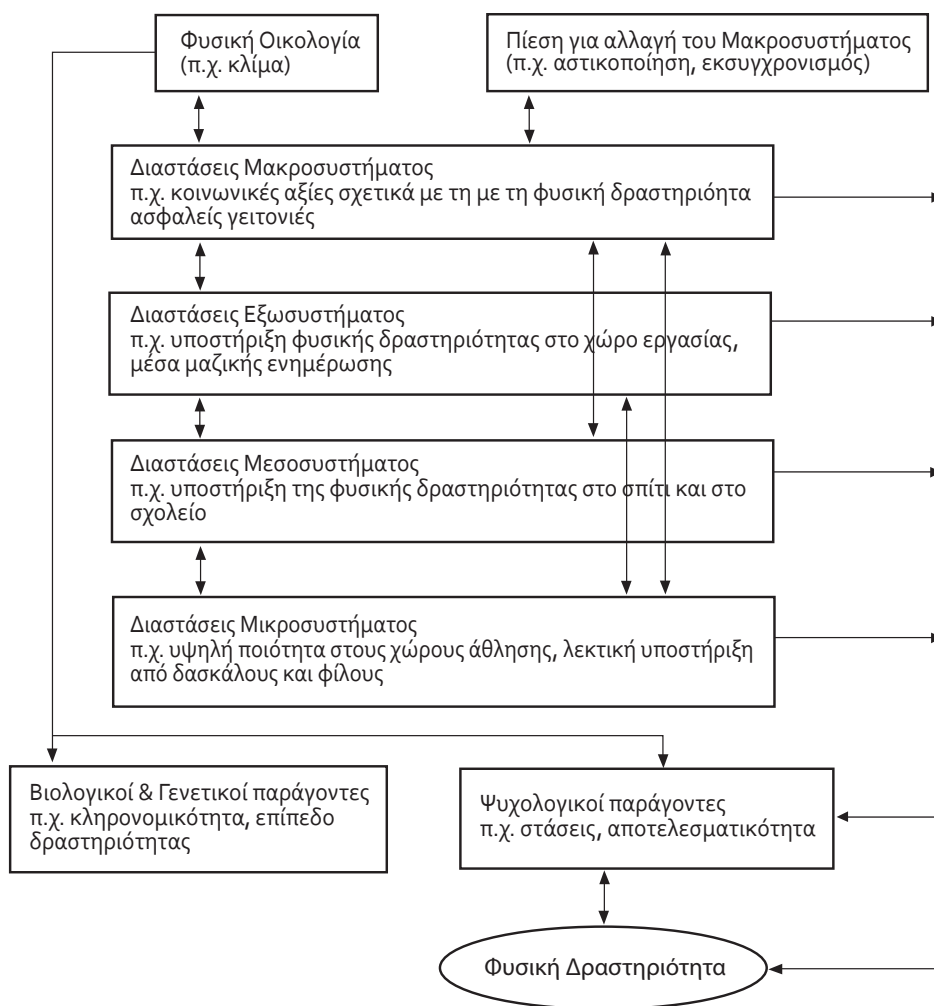 Φυσική Οικολογία
(π.χ. κλίμα)
Πίεση για αλλαγή του Μακροσυστήματος
(π.χ. αστικοποίηση, εκσυγχρονισμός)
Διαστάσεις Μακροσυστήματος
π.χ. κοινωνικές αξίες σχετικά με τη με τη φυσική δραστηριόητα
ασφαλείς γειτονιές
Διαστάσεις Εξωσυστήματος
π.χ. υποστήριξη φυσικής δραστηριότητας στο χώρο εργασίας,
μέσα μαζικής ενημέρωσης
Διαστάσεις Μεσοσυστήματος
π.χ. υποστήριξη της φυσικής δραστηριότητας στο σπίτι και στο
σχολείο
Διαστάσεις Μικροσυστήματος
π.χ. υψηλή ποιότητα στους χώρους άθλησης, λεκτική υποστήριξη
από δασκάλους και φίλους
Βιολογικοί & Γενετικοί παράγοντες
π.χ. κληρονομικότητα, επίπεδο
δραστηριότητας
Ψυχολογικοί παράγοντες
π.χ. στάσεις, αποτελεσματικότητα
Φυσική Δραστηριότητα